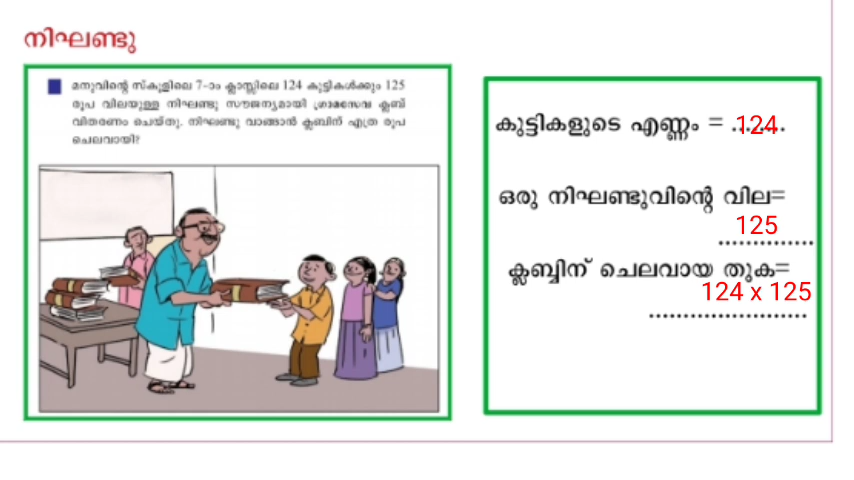 നിഘണ്ടു
മനുവിന്റെ സ്കൂളിലെ 7-ാം ക്ലാസ്സിലെ 124 കുട്ടികൾക്കും 125
രൂപ വിലയുള്ള നിഘണ്ടു സൗജന്യമായി ഗ്രാമസേവ ക്ലബ്
വിതരണം ചെയ്തു. നിഘണ്ടു വാങ്ങാൻ ക്ലബിന് എത്ര രൂപ
ചെലവായി?
കുട്ടികളുടെ എണ്ണം = 124
ഒരു നിഘണ്ടുവിന്റെ വില=
125
ക്ലബ്ബിന് ചെലവായ തുക=
124 x 125